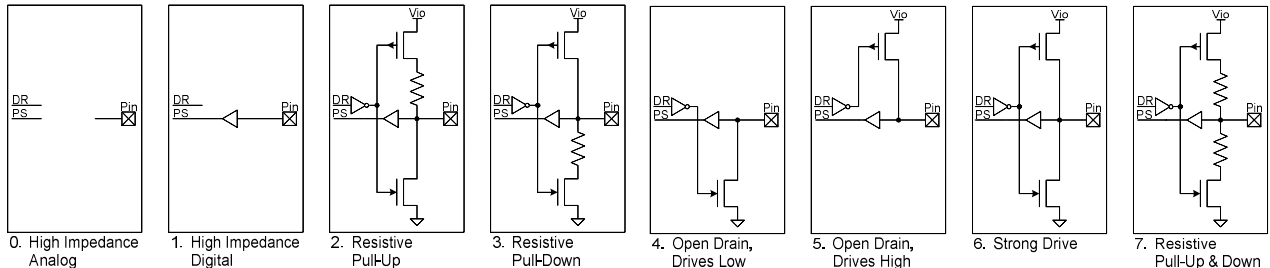 DR
PS
Pin
0. High Impedance
Analog
DR
PS
Pin
1. High Impedance
Digital
Vio
DR
PS
Pin
2. Resistive
Pull-Up
Vio
DR
PS
Pin
3. Resistive
Pull-Down
DR
PS
Pin
4. Open Drain,
Drives Low
Vio
DR
PS
Pin
5. Open Drain,
Drives High
Vio
DR
PS
Pin
6. Strong Drive
Vio
DR
PS
Pin
7. Resistive
Pull-Up & Down